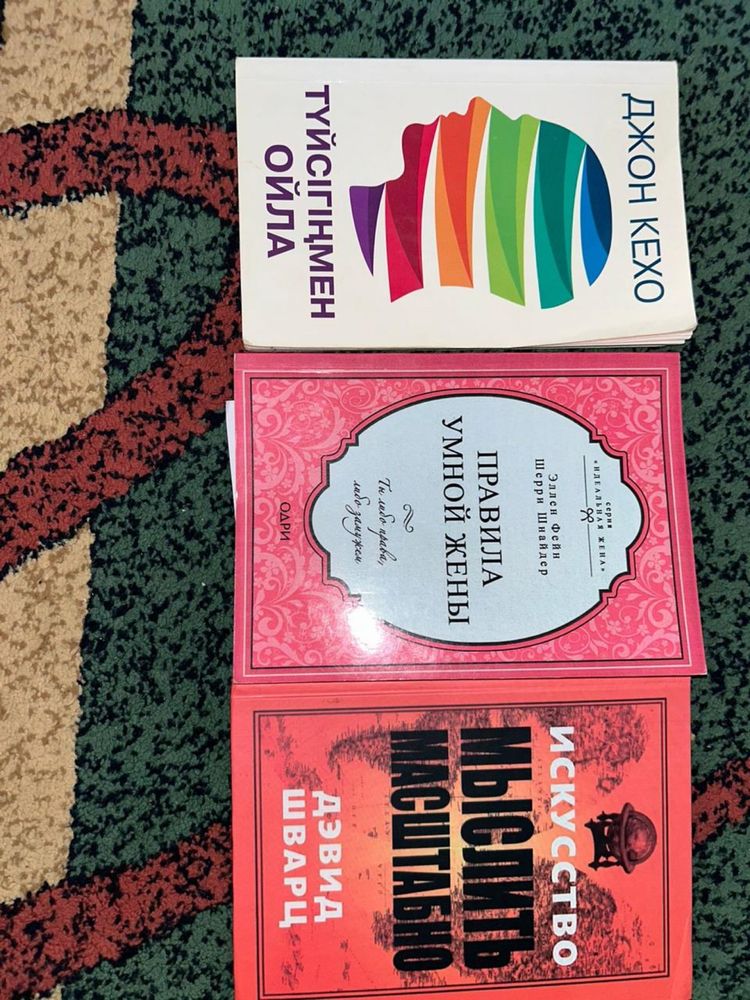 ДЖОН КЕХО
ТҮЙСІГІҢМЕН
ОЙЛА
серия
«ИДЕАЛЬНАЯ ЖЕНА»
Эллен Фейн
Шерри Шнайдер
ПРАВИЛА
УМНОЙ ЖЕНЫ
Ты либо права,
либо замужем.
ОДРИ
ИСКУССТВО
МЫСЛИТЬ
МАСШТАБНО
ДЭВИД
ШВАРЦ